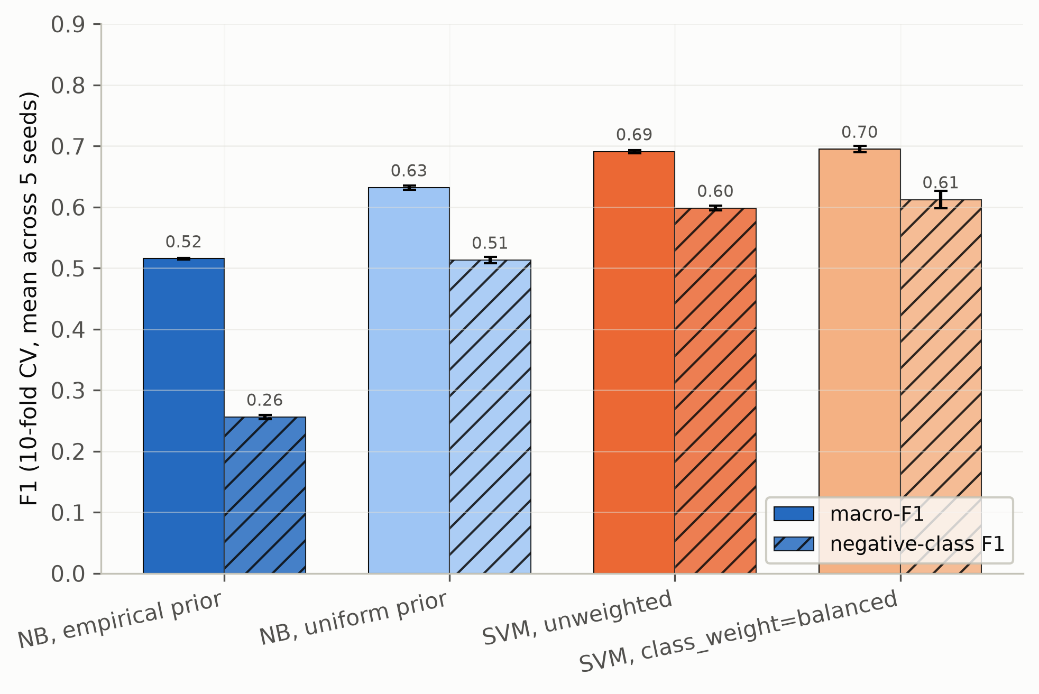 F1 (10-fold CV, mean across 5 seeds)
0.9
0.8
0.7
0.6
0.5
0.4
0.3
0.2
0.1
0.0
0.52
0.26
0.63
0.51
0.69
0.60
0.70
0.61
macro-F1
negative-class F1
NB, empirical prior
NB, uniform prior
SVM, unweighted
SVM, class_weight=balanced